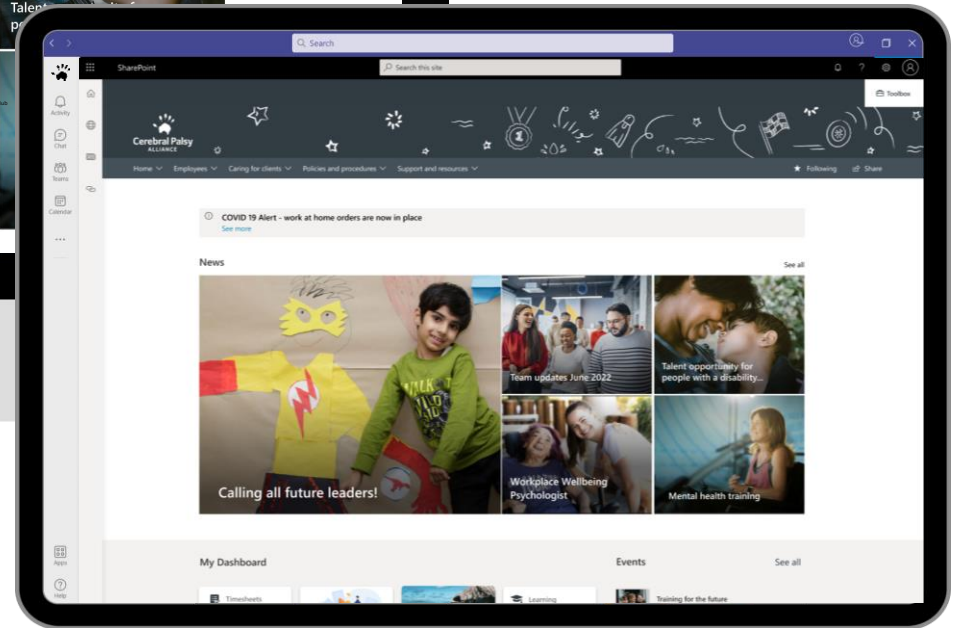 Talent
Search
SharePoint
Search this site
Toolbox
Activity
Chat
Teams
Calendar
Apps
Help
Cerebral Palsy
ALLIANCE
1
Home
Employees
Caring for clients
Policies and procedures
Support and resources
Following
Share
COVID 19 Alert - work at home orders are now in place
See more
News
See all
WALK
WILD
Calling all future leaders!
Team updates June 2022
Talent opportunity for
people with a disability...
Workplace Wellbeing
Psychologist
Mental health training
My Dashboard
Events
See all
Timesheets
Learning
Training for the future